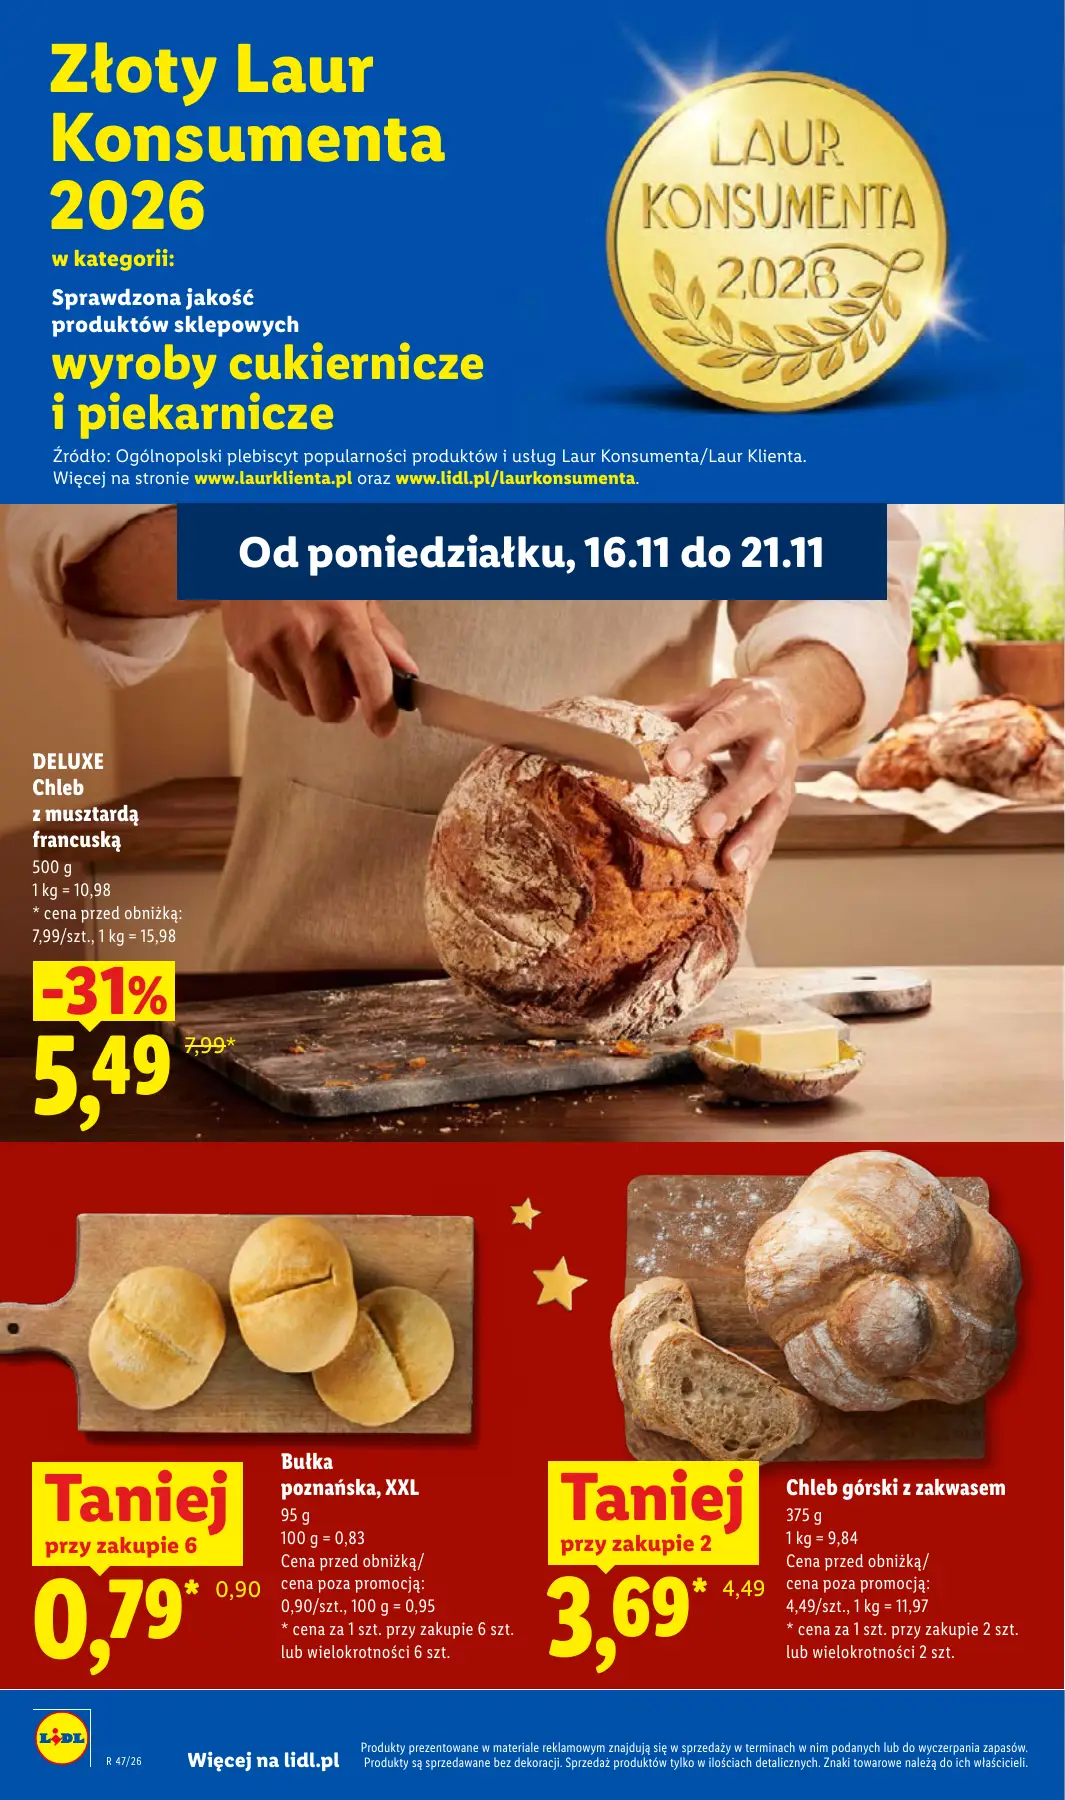 Złoty Laur
Konsumenta
2026
w kategorii:
Sprawdzona jakość
produktów sklepowych
wyroby cukiernicze
i piekarnicze
Źródło: Ogólnopolski plebiscyt popularności produktów i usług Laur Konsumenta/Laur Klienta.
Więcej na stronie www.laurklienta.pl oraz www.lidl.pl/laurkonsumenta.
LAUR
KONSUMENTA
2026
Od poniedziałku, 16.11 do 21.11
DELUXE
Chleb
z musztardą
francuską
500 g
1 kg = 10,98
* cena przed obniżką:
7,99/szt., 1 kg = 15,98
-31%
5,49
7,99*
Taniej
przy zakupie 6
0,79*
0,90
Bułka
poznańska, XXL
95 g
100 g = 0,83
Cena przed obniżką/
cena poza promocją:
0,90/szt., 100 g = 0,95
* cena za 1 szt. przy zakupie 6 szt.
lub wielokrotności 6 szt.
Taniej
przy zakupie 2
3,69*
4,49
Chleb górski z zakwasem
375 g
1 kg = 9,84
Cena przed obniżką/
cena poza promocją:
4,49/szt., 1 kg = 11,97
* cena za 1 szt. przy zakupie 2 szt.
lub wielokrotności 2 szt.
LIDL
R 47/26
Więcej na lidl.pl
Produkty prezentowane w materiale reklamowym znajdują się w sprzedaży w terminach w nim podanych lub do wyczerpania zapasów.
Produkty są sprzedawane bez dekoracji. Sprzedaż produktów tylko w ilościach detalicznych. Znaki towarowe należą do ich właścicieli.